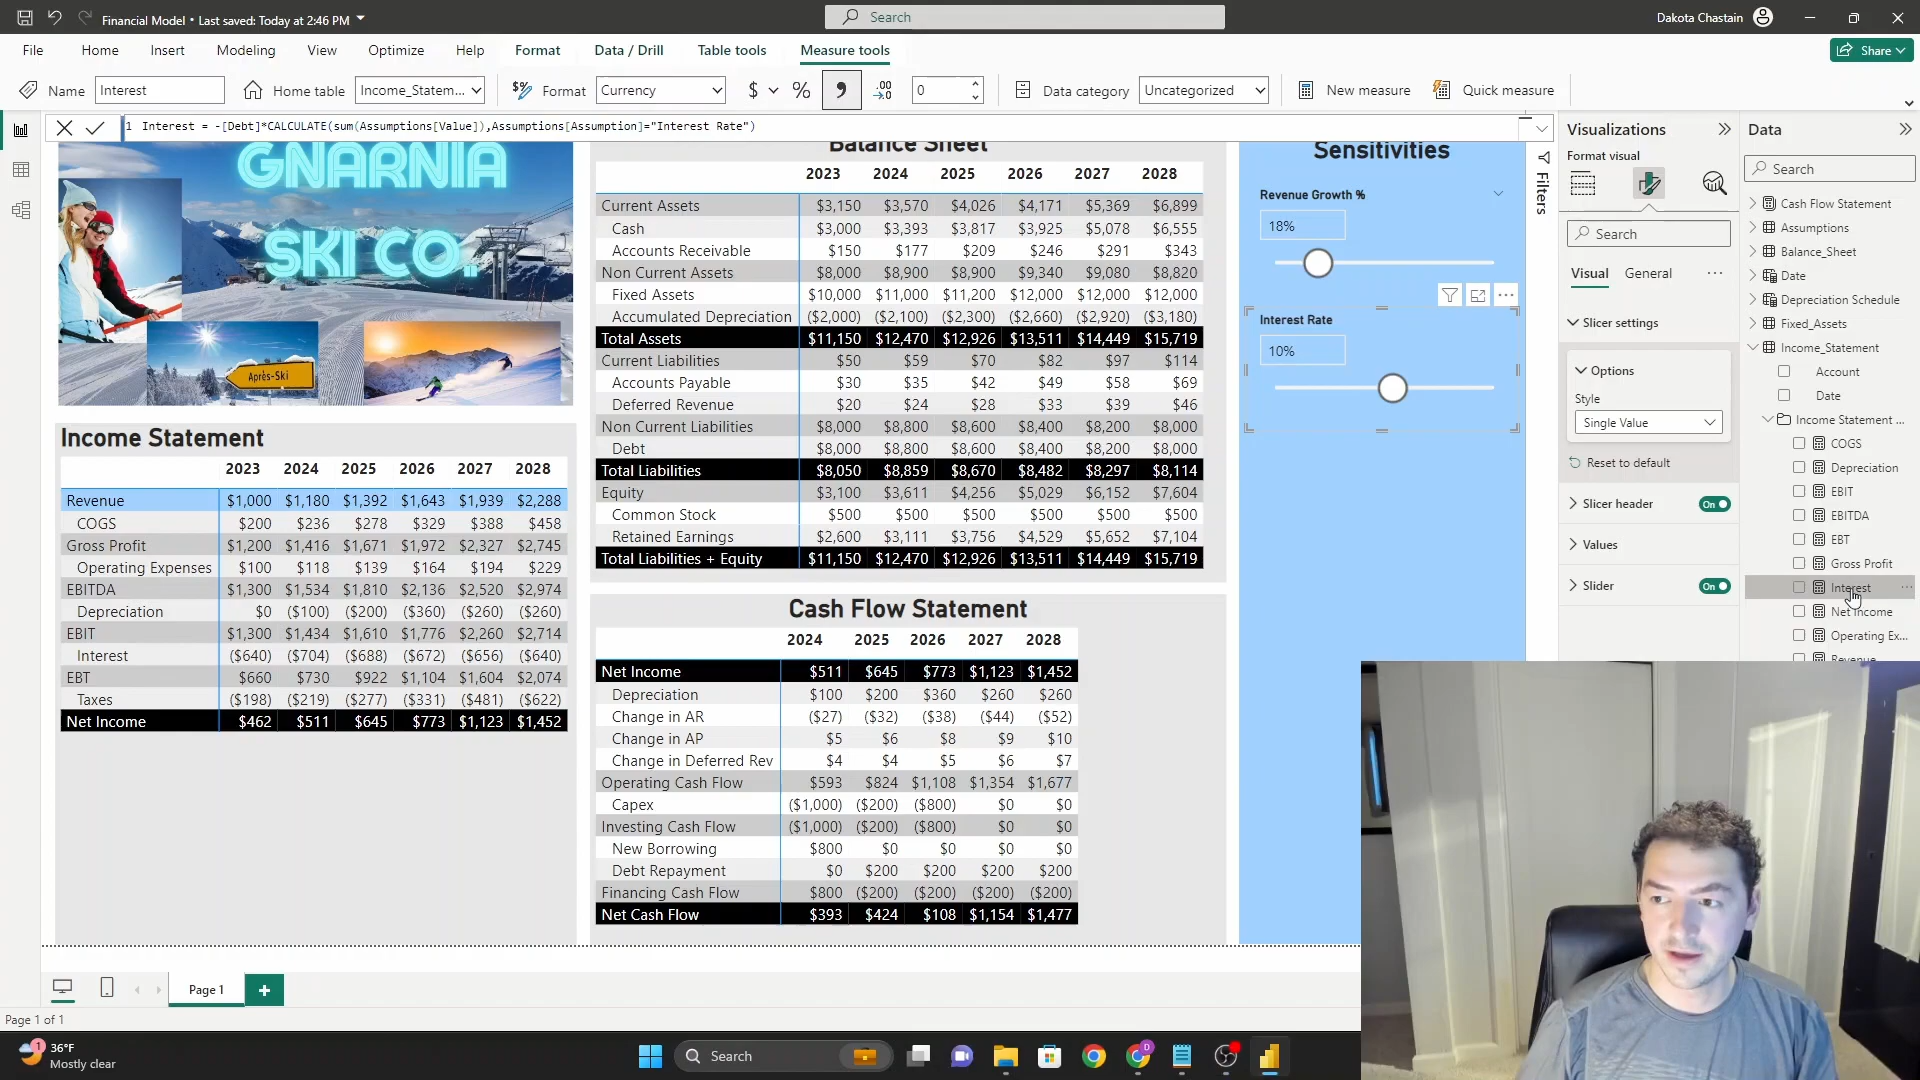 Financial Model • Last saved: Today at 2:46 PM
Search
Dakota Chastain
File Home Insert Modeling View Optimize Help Format Data / Drill Table tools Measure tools
Share
Name Interest Home table Income_Statem... Format Currency $ % , .00 0 Data category Uncategorized New measure Quick measure
1 Interest = -[Debt]*CALCULATE(sum(Assumptions[Value]),Assumptions[Assumption]="Interest Rate")
GNARNIA
SKI CO.
Après-Ski
Income Statement
2023 2024 2025 2026 2027 2028
Revenue $1,000 $1,180 $1,392 $1,643 $1,939 $2,288
COGS $200 $236 $278 $329 $388 $458
Gross Profit $1,200 $1,416 $1,671 $1,972 $2,327 $2,745
Operating Expenses $100 $118 $139 $164 $194 $229
EBITDA $1,300 $1,534 $1,810 $2,136 $2,520 $2,974
Depreciation $0 ($100) ($200) ($360) ($260) ($260)
EBIT $1,300 $1,434 $1,610 $1,776 $2,260 $2,714
Interest ($640) ($704) ($688) ($672) ($656) ($640)
EBT $660 $730 $922 $1,104 $1,604 $2,074
Taxes ($198) ($219) ($277) ($331) ($481) ($622)
Net Income $462 $511 $645 $773 $1,123 $1,452
Balance Sheet
2023 2024 2025 2026 2027 2028
Current Assets $3,150 $3,570 $4,026 $4,171 $5,369 $6,899
Cash $3,000 $3,393 $3,817 $3,925 $5,078 $6,555
Accounts Receivable $150 $177 $209 $246 $291 $343
Non Current Assets $8,000 $8,900 $8,900 $9,340 $9,080 $8,820
Fixed Assets $10,000 $11,000 $11,200 $12,000 $12,000 $12,000
Accumulated Depreciation ($2,000) ($2,100) ($2,300) ($2,660) ($2,920) ($3,180)
Total Assets $11,150 $12,470 $12,926 $13,511 $14,449 $15,719
Current Liabilities $50 $59 $70 $82 $97 $114
Accounts Payable $30 $35 $42 $49 $58 $69
Deferred Revenue $20 $24 $28 $33 $39 $46
Non Current Liabilities $8,000 $8,800 $8,600 $8,400 $8,200 $8,000
Debt $8,000 $8,800 $8,600 $8,400 $8,200 $8,000
Total Liabilities $8,050 $8,859 $8,670 $8,482 $8,297 $8,114
Equity $3,100 $3,611 $4,256 $5,029 $6,152 $7,604
Common Stock $500 $500 $500 $500 $500 $500
Retained Earnings $2,600 $3,111 $3,756 $4,529 $5,652 $7,104
Total Liabilities + Equity $11,150 $12,470 $12,926 $13,511 $14,449 $15,719
Cash Flow Statement
2024 2025 2026 2027 2028
Net Income $511 $645 $773 $1,123 $1,452
Depreciation $100 $200 $360 $260 $260
Change in AR ($27) ($32) ($38) ($44) ($52)
Change in AP $5 $6 $8 $9 $10
Change in Deferred Rev $4 $4 $5 $6 $7
Operating Cash Flow $593 $824 $1,108 $1,354 $1,677
Capex ($1,000) ($200) ($800) $0 $0
Investing Cash Flow ($1,000) ($200) ($800) $0 $0
New Borrowing $800 $0 $0 $0 $0
Debt Repayment $0 $200 $200 $200 $200
Financing Cash Flow $800 ($200) ($200) ($200) ($200)
Net Cash Flow $393 $424 $108 $1,154 $1,477
Sensitivities
Revenue Growth %
18%
Interest Rate
10%
Filters
Visualizations
Format visual
Search
Visual General
Slicer settings
Options
Style
Single Value
Reset to default
Slicer header On
Values
Slider On
Data
Search
Cash Flow Statement
Assumptions
Balance_Sheet
Date
Depreciation Schedule
Fixed_Assets
Income_Statement
Account
Date
Income Statement ...
COGS
Depreciation
EBIT
EBITDA
EBT
Gross Profit
Interest
Net Income
Operating Ex...
Revenue
Page 1
Page 1 of 1
1
36°F
Mostly clear
Search
D